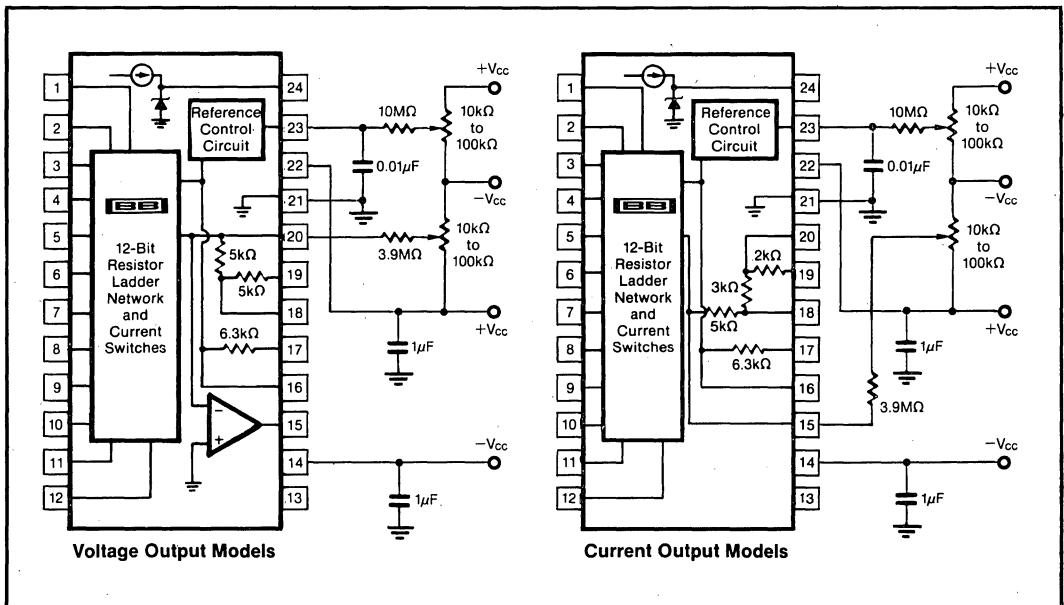 1
2
3
4
5
6
7
8
9
10
11
12
24
23
22
21
20
19
18
17
16
15
14
13
Reference
Control
Circuit
BB
12-Bit
Resistor
Ladder
Network
and
Current
Switches
5kΩ
5kΩ
6.3kΩ
−
+
10MΩ
0.01µF
3.9MΩ
1µF
1µF
+Vcc
10kΩ
to
100kΩ
−Vcc
10kΩ
to
100kΩ
+Vcc
−Vcc
Voltage Output Models
1
2
3
4
5
6
7
8
9
10
11
12
24
23
22
21
20
19
18
17
16
15
14
13
Reference
Control
Circuit
BB
12-Bit
Resistor
Ladder
Network
and
Current
Switches
2kΩ
3kΩ
5kΩ
6.3kΩ
10MΩ
0.01µF
1µF
3.9MΩ
1µF
+Vcc
10kΩ
to
100kΩ
−Vcc
10kΩ
to
100kΩ
+Vcc
−Vcc
Current Output Models